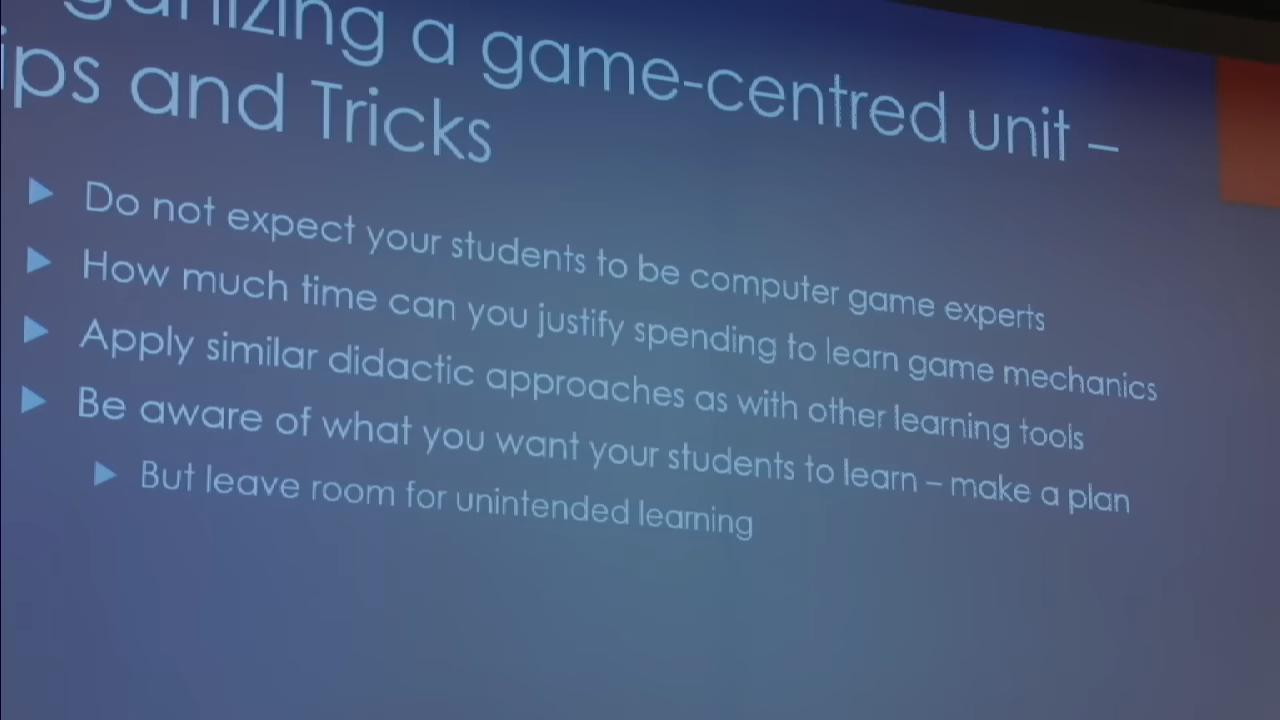 ganizing a game-centred unit –
ips and Tricks
Do not expect your students to be computer game experts
How much time can you justify spending to learn game mechanics
Apply similar didactic approaches as with other learning tools
Be aware of what you want your students to learn – make a plan
But leave room for unintended learning